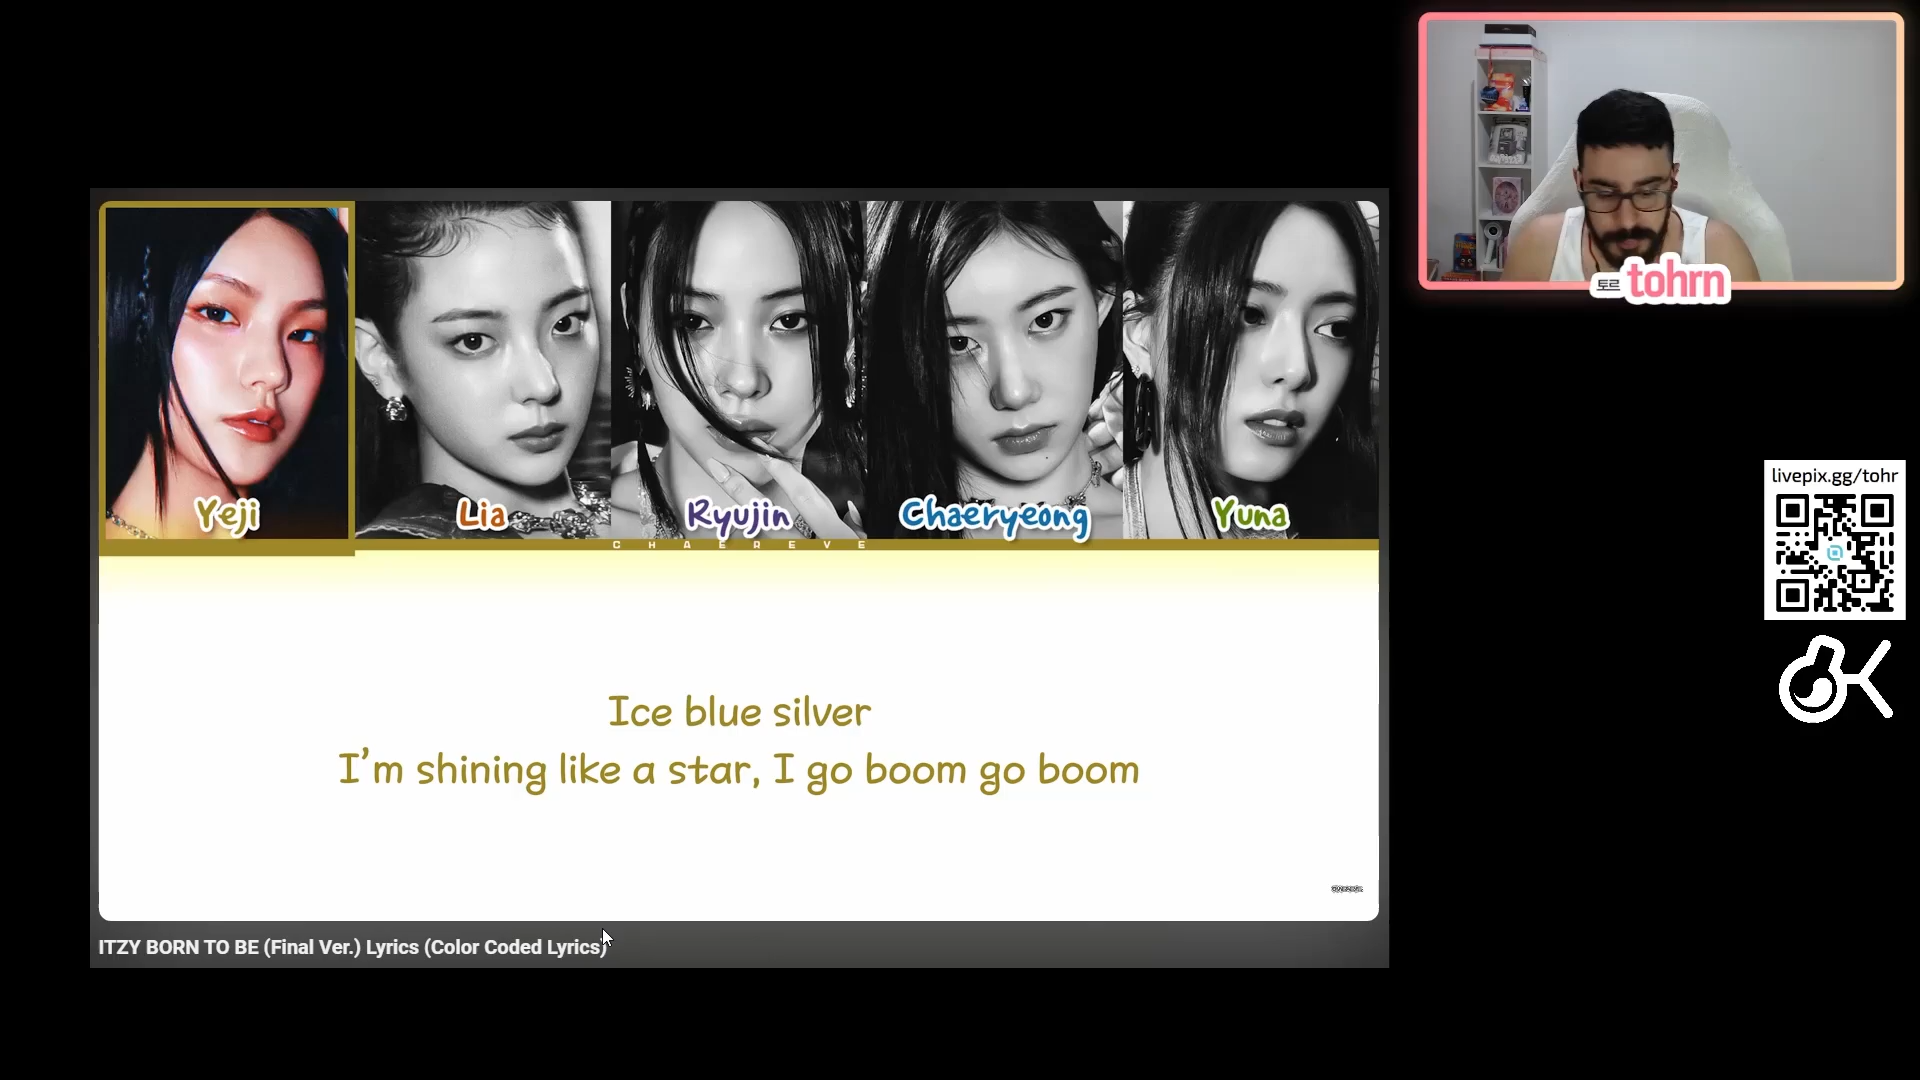 토르 tohrn
Yeji Lia Ryujin Chaeryeong Yuna
CHAEREVE
livepix.gg/tohr
Ice blue silver
I'm shining like a star, I go boom go boom
ITZY BORN TO BE (Final Ver.) Lyrics (Color Coded Lyrics)